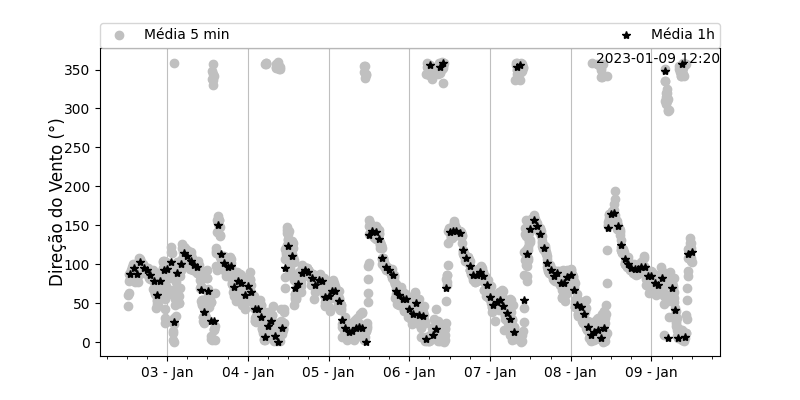 Média 5 min
Média 1h
2023-01-09 12:20
Direção do Vento (°)
350
300
250
200
150
100
50
0
03 - Jan
04 - Jan
05 - Jan
06 - Jan
07 - Jan
08 - Jan
09 - Jan